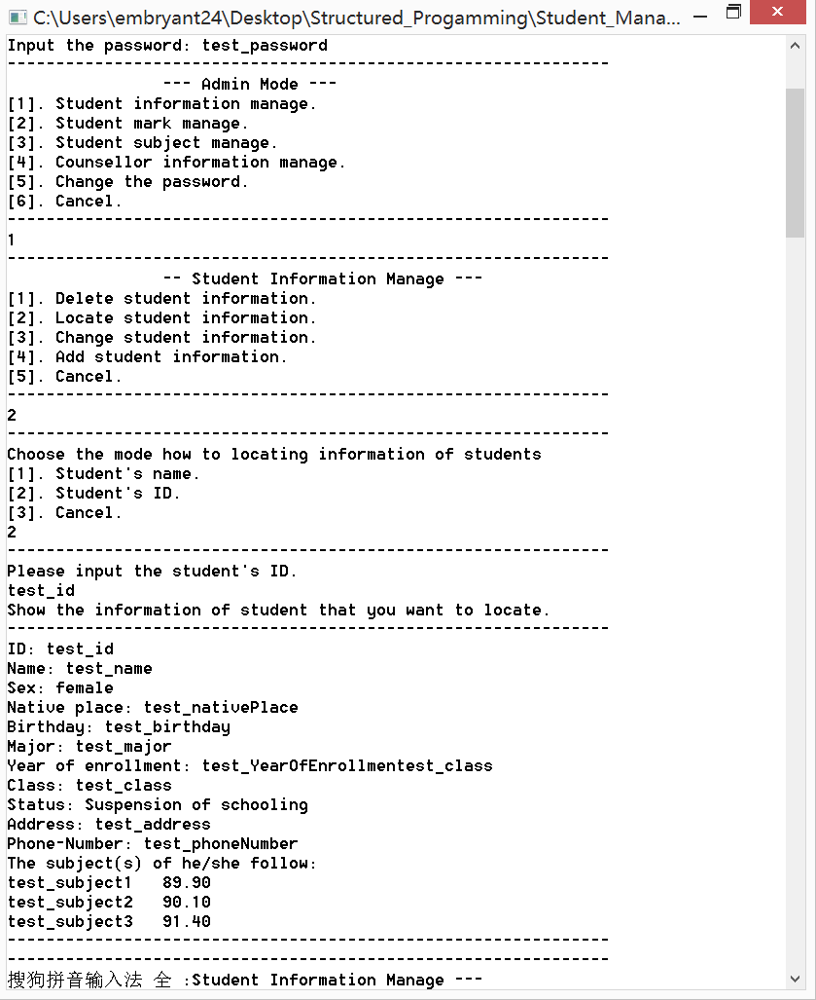 C:\Users\embryant24\Desktop\Structured_Progamming\Student_Mana...
Input the password: test_password
--------------------------------------------------------------
--- Admin Mode ---
[1]. Student information manage.
[2]. Student mark manage.
[3]. Student subject manage.
[4]. Counsellor information manage.
[5]. Change the password.
[6]. Cancel.
--------------------------------------------------------------
1
--------------------------------------------------------------
-- Student Information Manage ---
[1]. Delete student information.
[2]. Locate student information.
[3]. Change student information.
[4]. Add student information.
[5]. Cancel.
--------------------------------------------------------------
2
--------------------------------------------------------------
Choose the mode how to locating information of students
[1]. Student's name.
[2]. Student's ID.
[3]. Cancel.
2
--------------------------------------------------------------
Please input the student's ID.
test_id
Show the information of student that you want to locate.
--------------------------------------------------------------
ID: test_id
Name: test_name
Sex: female
Native place: test_nativePlace
Birthday: test_birthday
Major: test_major
Year of enrollment: test_YearOfEnrollmentest_class
Class: test_class
Status: Suspension of schooling
Address: test_address
Phone-Number: test_phoneNumber
The subject(s) of he/she follow:
test_subject1   89.90
test_subject2   90.10
test_subject3   91.40
--------------------------------------------------------------
--------------------------------------------------------------
搜狗拼音输入法 全 :Student Information Manage ---